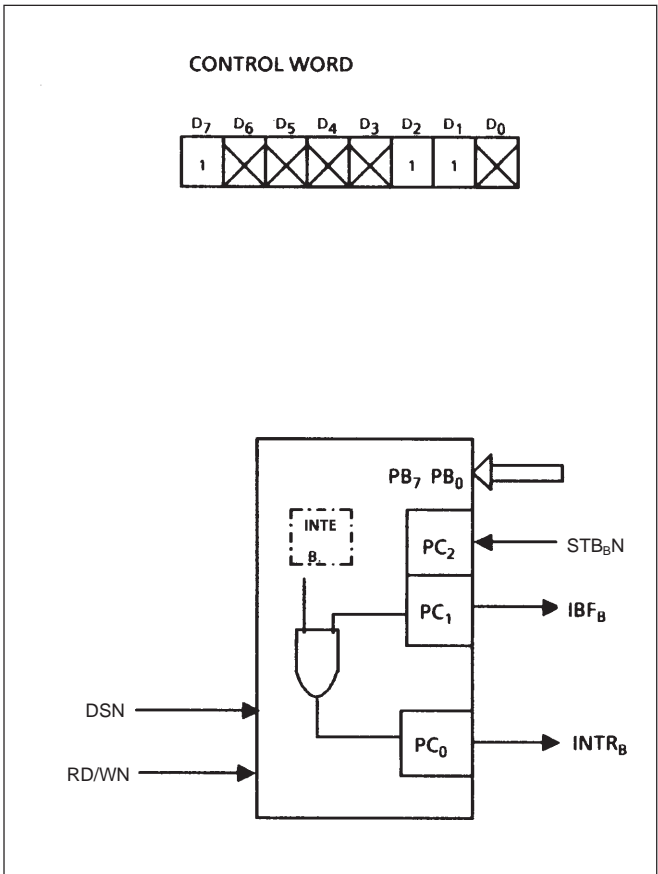 CONTROL WORD
D7 D6 D5 D4 D3 D2 D1 D0
1 1 1
PB7 PB0
INTE
B.
PC2
STBBN
PC1
IBFB
DSN
PC0
INTRB
RD/WN